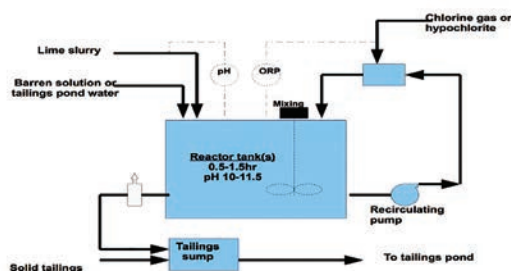 Chlorine gas or
hypochlorite
Lime slurry
pH
ORP
Barren solution or
tailings pond water
Mixing
Reactor tank(s)
0.5-1.5hr
pH 10-11.5
Recirculating
pump
Tailings
sump
Solid tailings
To tailings pond